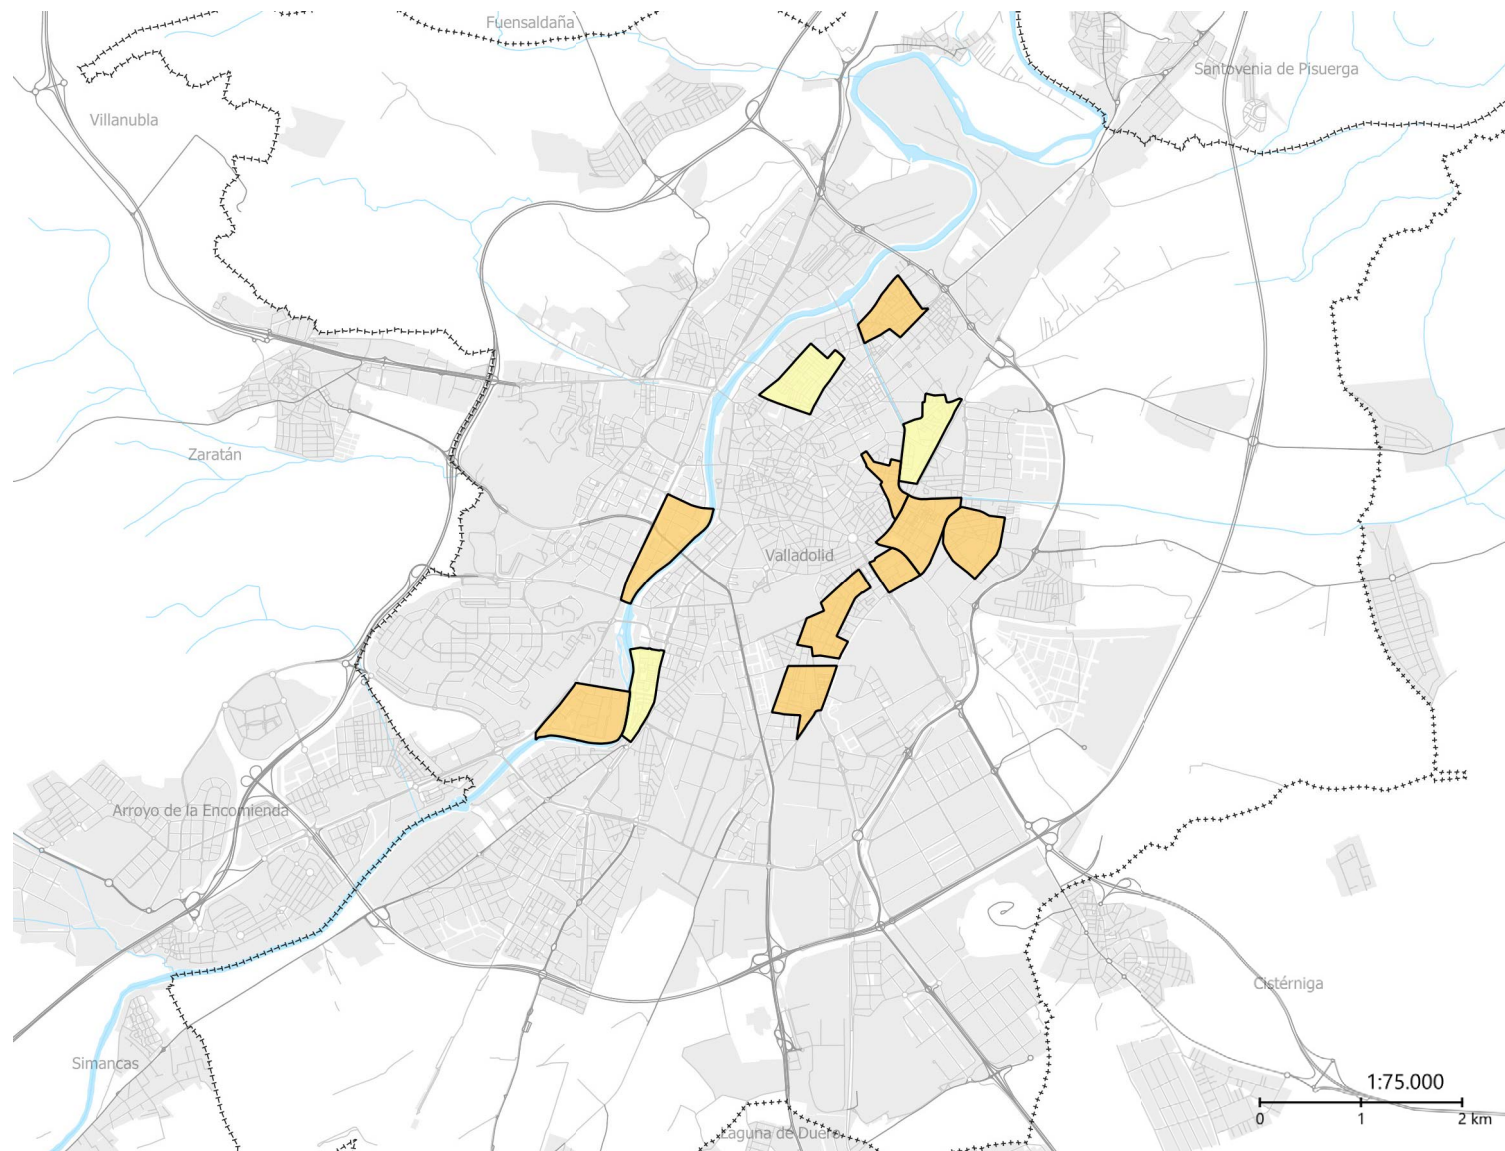 Fuensaldaña
Santovenia de Pisuerga
Villanubla
Zaratán
Valladolid
Arroyo de la Encomienda
Cistérniga
Simancas
1:75.000
0 1 2 km
Laguna de Duero